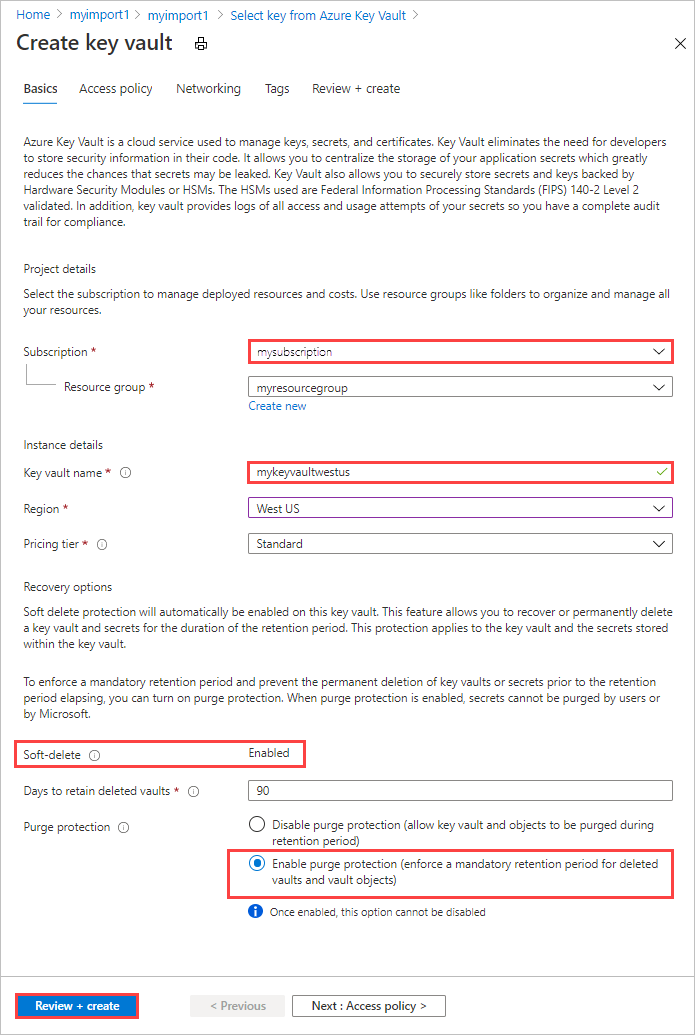 Home > myimport1 > myimport1 > Select key from Azure Key Vault >
Create key vault
Basics Access policy Networking Tags Review + create
Azure Key Vault is a cloud service used to manage keys, secrets, and certificates. Key Vault eliminates the need for developers
to store security information in their code. It allows you to centralize the storage of your application secrets which greatly
reduces the chances that secrets may be leaked. Key Vault also allows you to securely store secrets and keys backed by
Hardware Security Modules or HSMs. The HSMs used are Federal Information Processing Standards (FIPS) 140-2 Level 2
validated. In addition, key vault provides logs of all access and usage attempts of your secrets so you have a complete audit
trail for compliance.
Project details
Select the subscription to manage deployed resources and costs. Use resource groups like folders to organize and manage all
your resources.
Subscription * mysubscription
Resource group * myresourcegroup
Create new
Instance details
Key vault name * mykeyvaultwestus
Region * West US
Pricing tier * Standard
Recovery options
Soft delete protection will automatically be enabled on this key vault. This feature allows you to recover or permanently delete
a key vault and secrets for the duration of the retention period. This protection applies to the key vault and the secrets stored
within the key vault.
To enforce a mandatory retention period and prevent the permanent deletion of key vaults or secrets prior to the retention
period elapsing, you can turn on purge protection. When purge protection is enabled, secrets cannot be purged by users or
by Microsoft.
Soft-delete Enabled
Days to retain deleted vaults * 90
Purge protection Disable purge protection (allow key vault and objects to be purged during
retention period)
Enable purge protection (enforce a mandatory retention period for deleted
vaults and vault objects)
Once enabled, this option cannot be disabled
Review + create < Previous Next : Access policy >